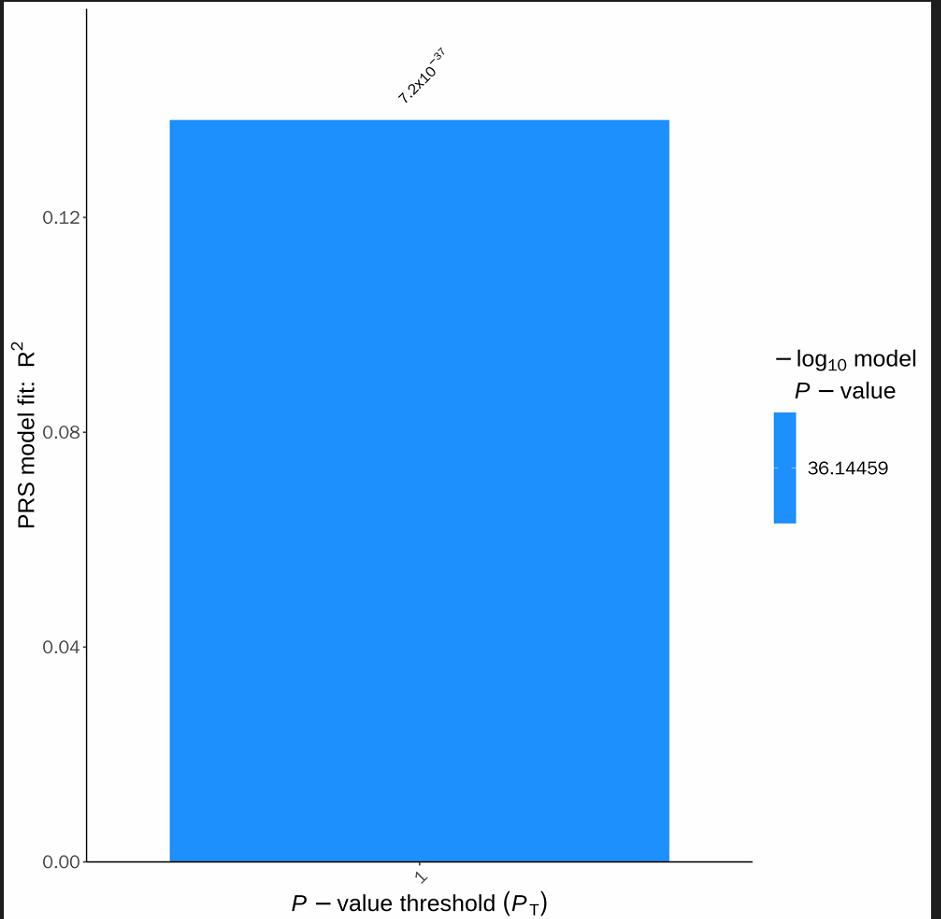 7.2x10⁻³⁷
0.12
0.08
0.04
0.00
PRS model fit:  R²
1
P − value threshold (P_T)
− log₁₀ model
P − value
36.14459